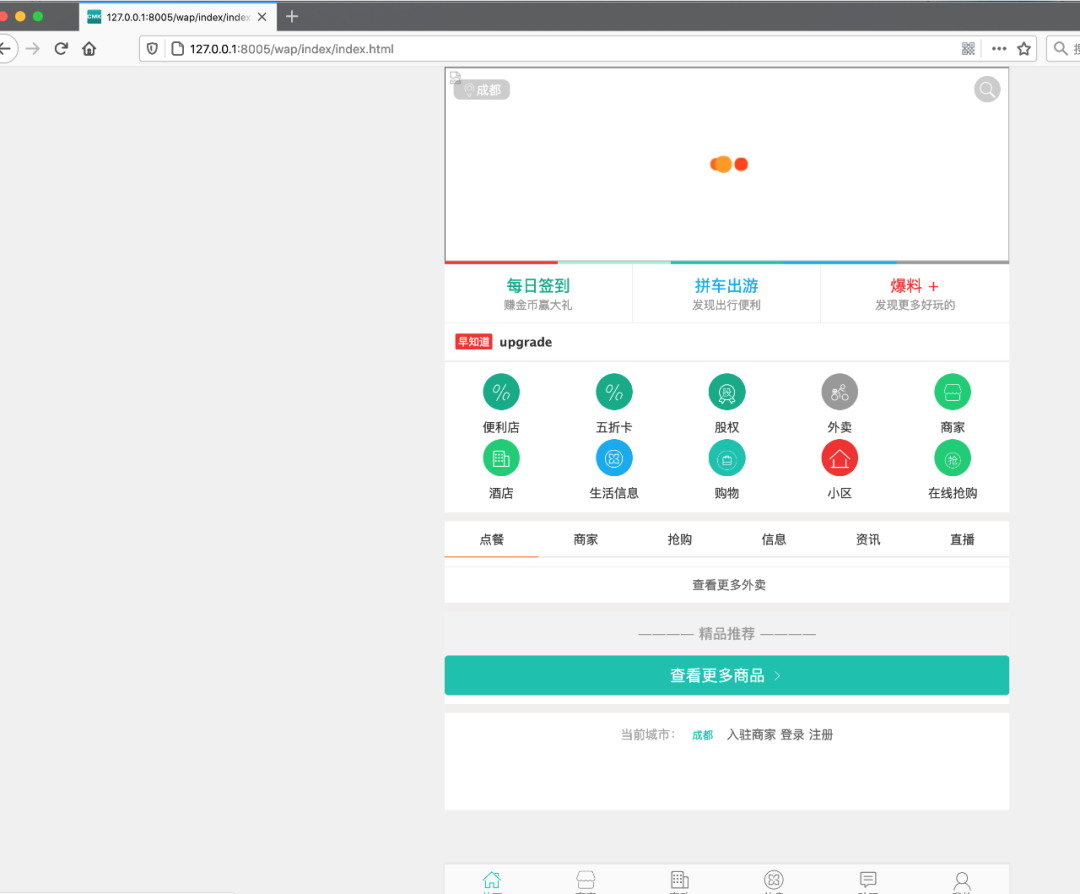 127.0.0.1:8005/wap/index/index
127.0.0.1:8005/wap/index/index.html
成都
每日签到
拼车出游
爆料 +
赚金币赢大礼
发现出行便利
发现更多好玩的
早知道 upgrade
便利店
五折卡
股权
外卖
商家
酒店
生活信息
购物
小区
在线抢购
点餐
商家
抢购
信息
资讯
直播
查看更多外卖
———— 精品推荐 ————
查看更多商品 >
当前城市： 成都 入驻商家 登录 注册